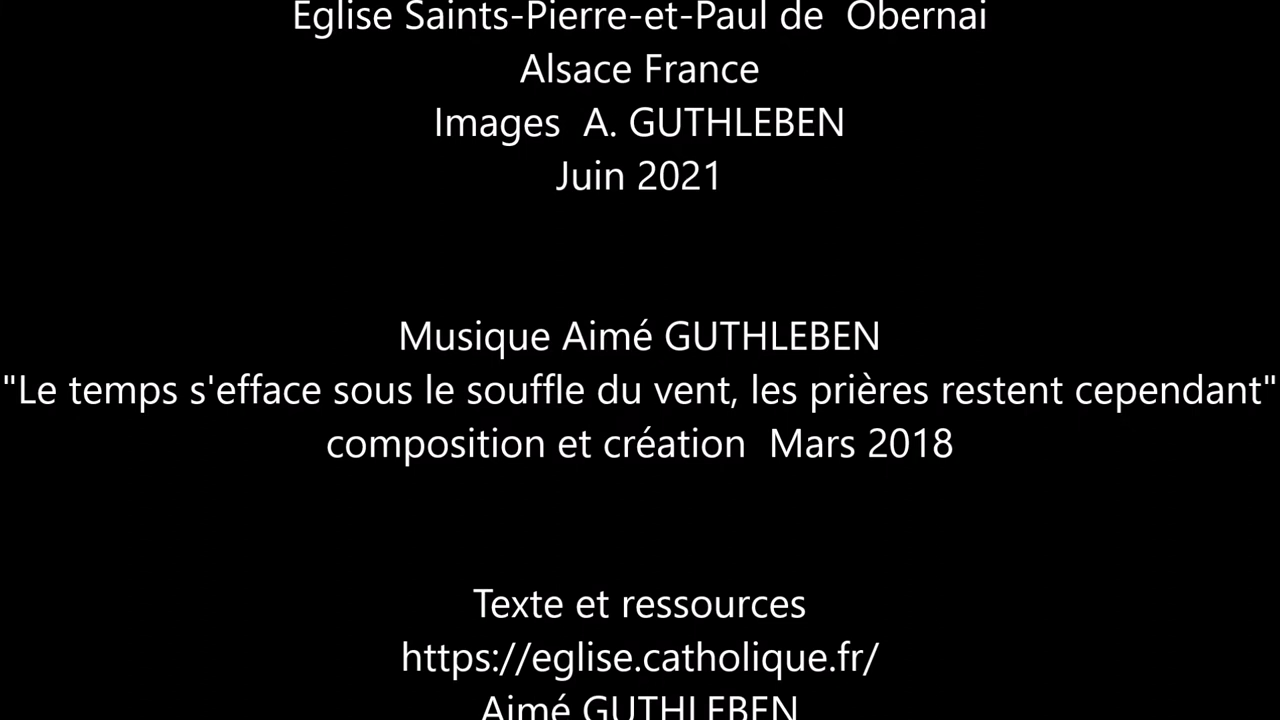 Eglise Saints-Pierre-et-Paul de  Obernai
Alsace France
Images  A. GUTHLEBEN
Juin 2021
Musique Aimé GUTHLEBEN
"Le temps s'efface sous le souffle du vent, les prières restent cependant"
composition et création  Mars 2018
Texte et ressources
https://eglise.catholique.fr/
Aimé GUTHLEBEN